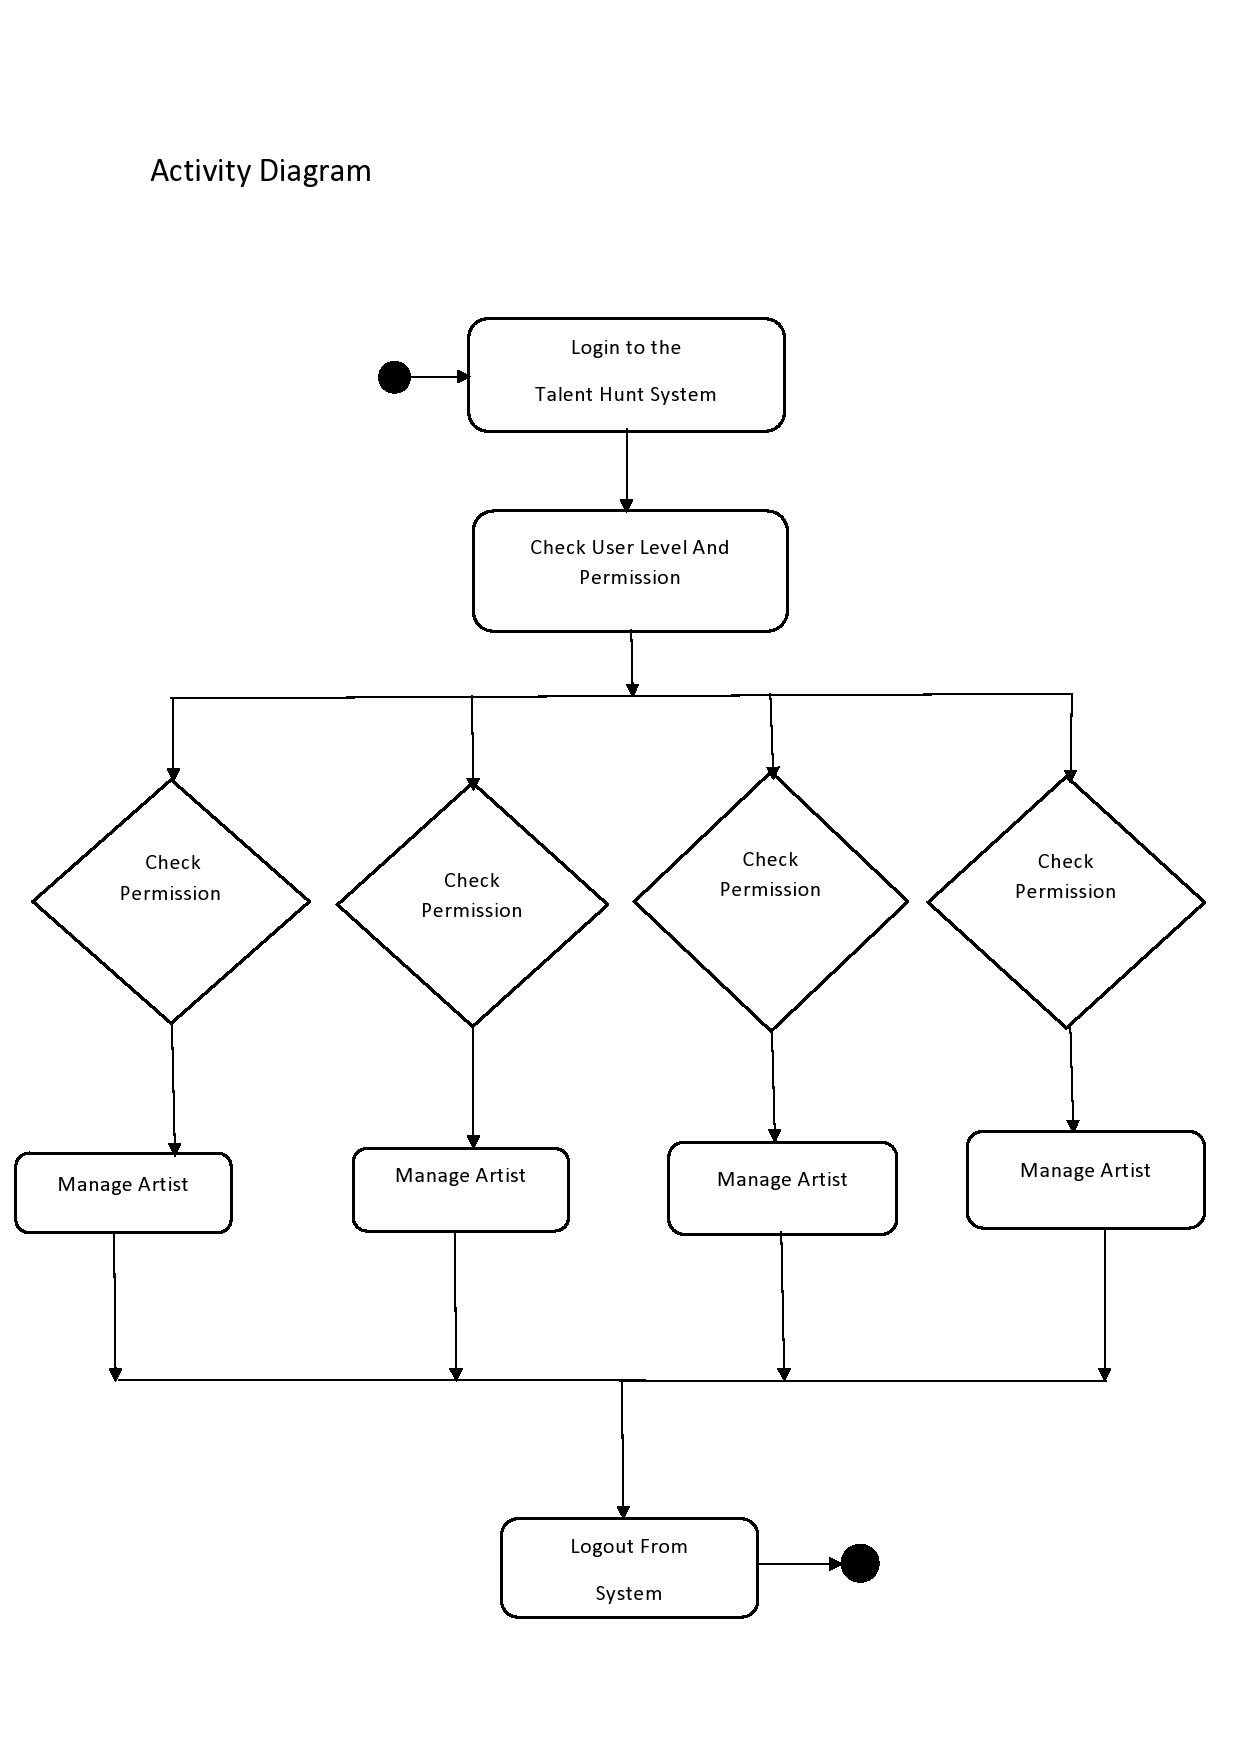 Activity Diagram
Login to the
Talent Hunt System
Check User Level And
Permission
Check
Permission
Check
Permission
Check
Permission
Check
Permission
Manage Artist
Manage Artist
Manage Artist
Manage Artist
Logout From
System